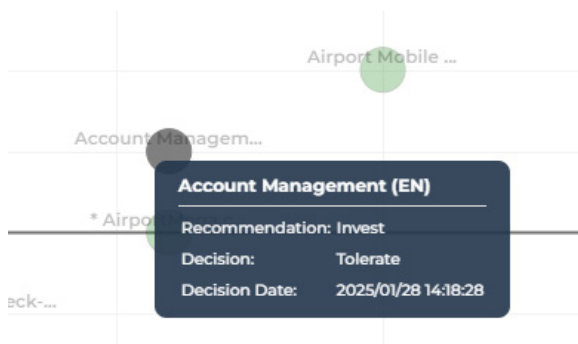 Airport Mobile ...
Account Managem...
Account Management (EN)
* Airpo
Recommendation: Invest
Decision: Tolerate
Decision Date: 2025/01/28 14:18:28
eck-...